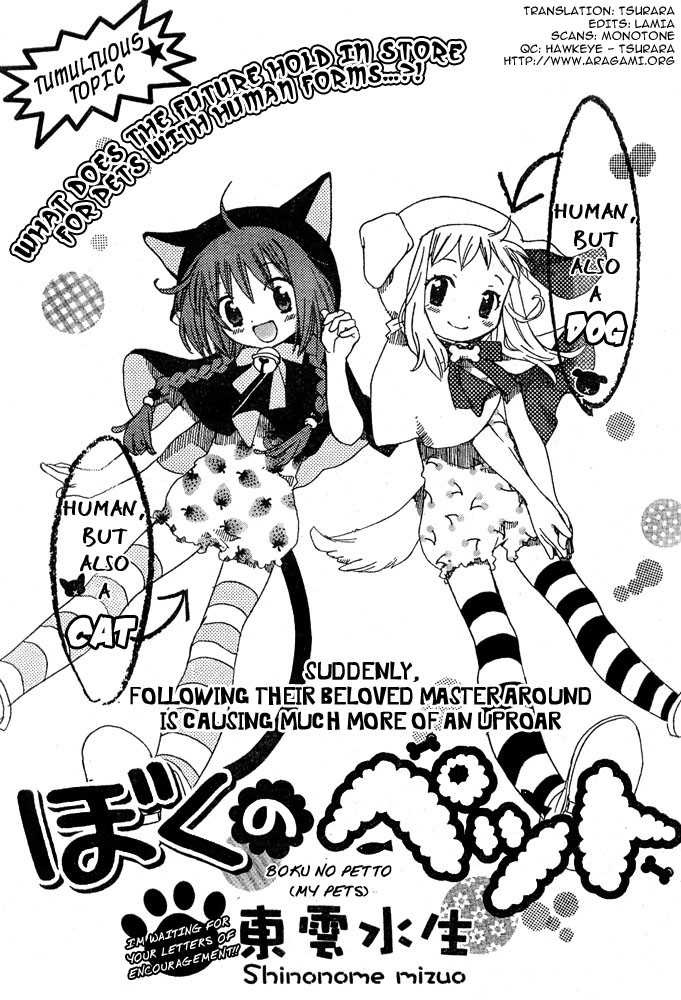 TRANSLATION: TSURARA
EDITS: LAMIA
SCANS: MONOTONE
QC: HAWKEYE - TSURARA
HTTP://WWW.ARAGAMI.ORG
TUMULTUOUS
TOPIC
WHAT DOES THE FUTURE HOLD IN STORE
FOR PETS WITH HUMAN FORMS...?!
HUMAN,
BUT
ALSO
A
DOG
HUMAN,
BUT
ALSO
A
CAT
SUDDENLY,
FOLLOWING THEIR BELOVED MASTER AROUND
IS CAUSING MUCH MORE OF AN UPROAR
ぼくのペット
BOKU NO PETTO
(MY PETS)
I'M WAITING FOR
YOUR LETTERS OF
ENCOURAGEMENT!!
東雲水生
Shinonome mizuo